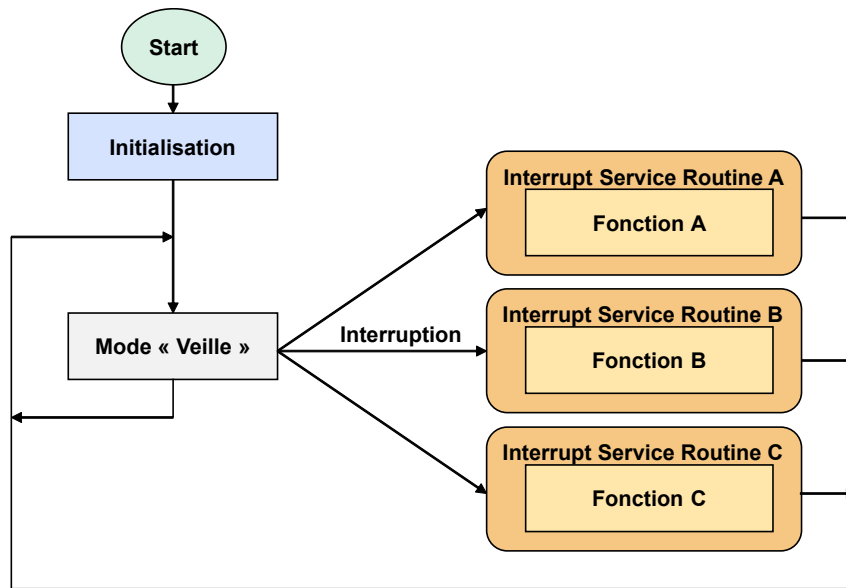 Start
Initialisation
Mode « Veille »
Interruption
Interrupt Service Routine A
Fonction A
Interrupt Service Routine B
Fonction B
Interrupt Service Routine C
Fonction C